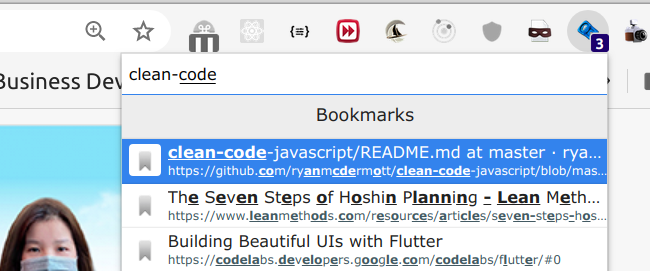 {≡}
3
Business Dev
clean-code
Bookmarks
clean-code-javascript/README.md at master · rya…
https://github.com/ryanmcdermott/clean-code-javascript/blob/mas…
The Seven Steps of Hoshin Planning – Lean Meth…
https://www.leanmethods.com/resources/articles/seven-steps-hos…
Building Beautiful UIs with Flutter
https://codelabs.developers.google.com/codelabs/flutter/#0